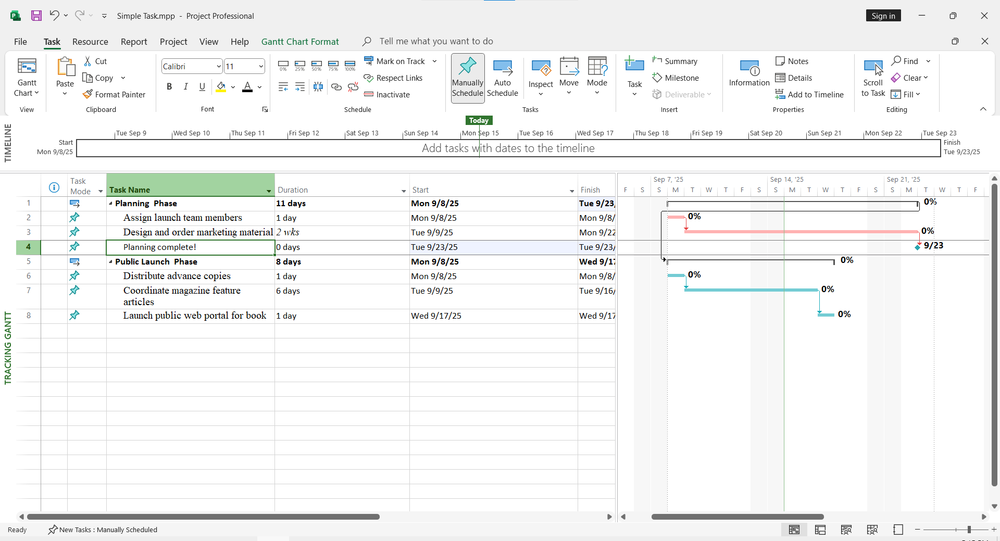 Simple Task.mpp - Project Professional
Sign in
File Task Resource Report Project View Help Gantt Chart Format Tell me what you want to do
Gantt Chart
View
Paste
Cut
Copy
Format Painter
Clipboard
Calibri 11
B I U A
Font
0% 25% 50% 75% 100%
Mark on Track
Respect Links
Inactivate
Schedule
Manually Schedule
Auto Schedule
Inspect
Move
Mode
Tasks
Task
Summary
Milestone
Deliverable
Insert
Information
Notes
Details
Add to Timeline
Properties
Scroll to Task
Find
Clear
Fill
Editing
TIMELINE
Today
Tue Sep 9 Wed Sep 10 Thu Sep 11 Fri Sep 12 Sat Sep 13 Sun Sep 14 Mon Sep 15 Tue Sep 16 Wed Sep 17 Thu Sep 18 Fri Sep 19 Sat Sep 20 Sun Sep 21 Mon Sep 22 Tue Sep 23
Start
Mon 9/8/25
Add tasks with dates to the timeline
Finish
Tue 9/23/25
TRACKING GANTT
Task Mode Task Name Duration Start Finish
1 Planning Phase 11 days Mon 9/8/25 Tue 9/23/
2 Assign launch team members 1 day Mon 9/8/25 Mon 9/8/
3 Design and order marketing material 2 wks Tue 9/9/25 Mon 9/22
4 Planning complete! 0 days Tue 9/23/25 Tue 9/23/
5 Public Launch Phase 8 days Mon 9/8/25 Wed 9/17
6 Distribute advance copies 1 day Mon 9/8/25 Mon 9/8/
7 Coordinate magazine feature articles 6 days Tue 9/9/25 Tue 9/16/
8 Launch public web portal for book 1 day Wed 9/17/25 Wed 9/17
Sep 7, '25 Sep 14, '25 Sep 21, '25
F S S M T W T F S S M T W T F S S M T W T F
0%
0%
0%
9/23
0%
0%
0%
0%
Ready New Tasks : Manually Scheduled